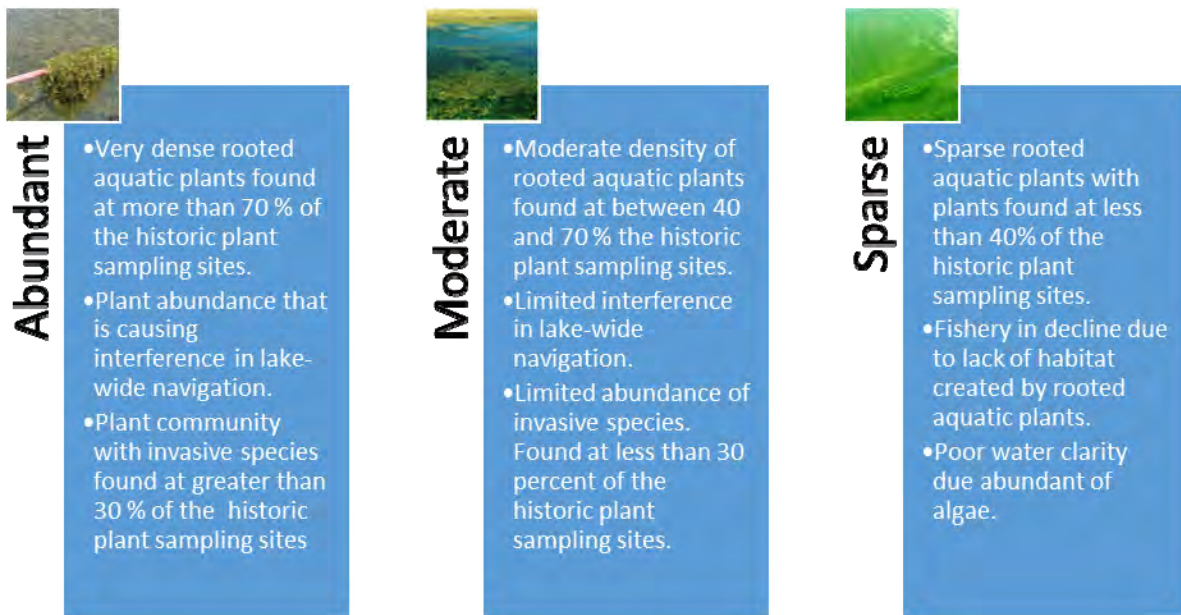 Abundant
•Very dense rooted
aquatic plants found
at more than 70 % of
the historic plant
sampling sites.
•Plant abundance that
is causing
interference in lake-
wide navigation.
•Plant community
with invasive species
found at greater than
30 % of the historic
plant sampling sites
Moderate
•Moderate density of
rooted aquatic plants
found at between 40
and 70 % the historic
plant sampling sites.
•Limited interference
in lake-wide
navigation.
•Limited abundance of
invasive species.
Found at less than 30
percent of the
historic plant
sampling sites.
Sparse
•Sparse rooted
aquatic plants with
plants found at less
than 40% of the
historic plant
sampling sites.
•Fishery in decline due
to lack of habitat
created by rooted
aquatic plants.
•Poor water clarity
due abundant of
algae.